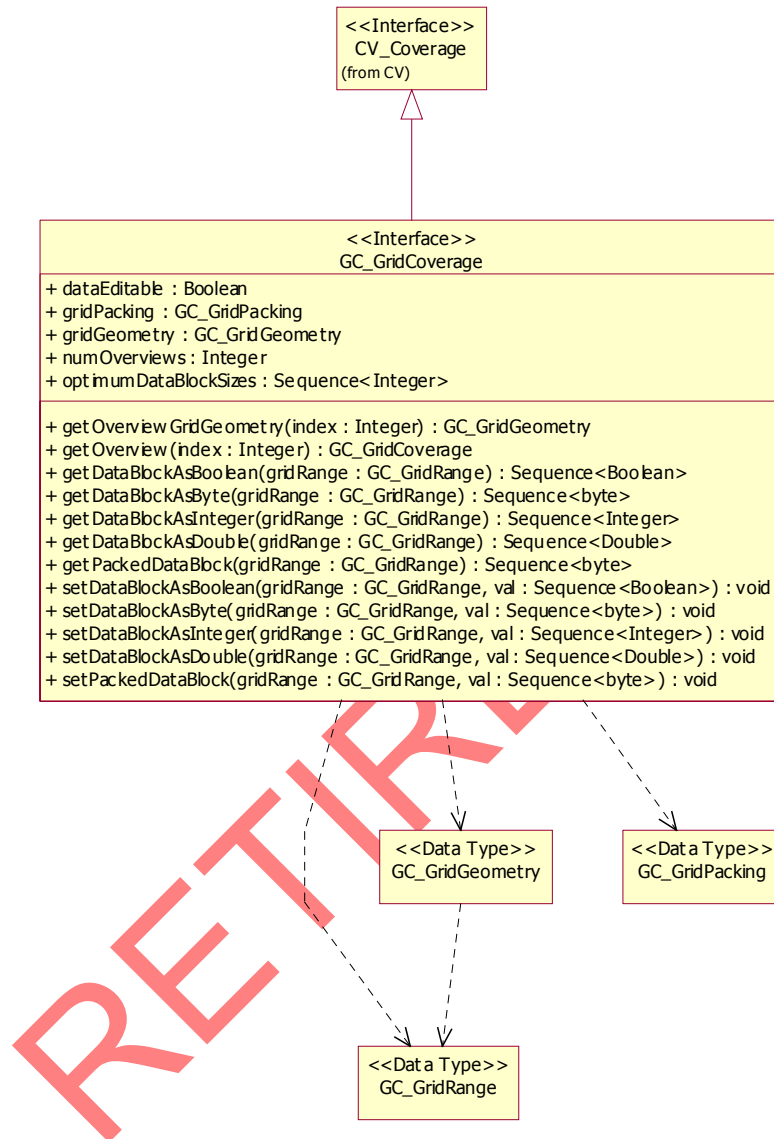 <<Interface>>
CV_Coverage
(from CV)
<<Interface>>
GC_GridCoverage
+ dataEditable : Boolean
+ gridPacking : GC_GridPacking
+ gridGeometry : GC_GridGeometry
+ numOverviews : Integer
+ optimumDataBlockSizes : Sequence<Integer>
+ getOverviewGridGeometry(index : Integer) : GC_GridGeometry
+ getOverview(index : Integer) : GC_GridCoverage
+ getDataBlockAsBoolean(gridRange : GC_GridRange) : Sequence<Boolean>
+ getDataBlockAsByte(gridRange : GC_GridRange) : Sequence<byte>
+ getDataBlockAsInteger(gridRange : GC_GridRange) : Sequence<Integer>
+ getDataBlockAsDouble(gridRange : GC_GridRange) : Sequence<Double>
+ getPackedDataBlock(gridRange : GC_GridRange) : Sequence<byte>
+ setDataBlockAsBoolean(gridRange : GC_GridRange, val : Sequence<Boolean>) : void
+ setDataBlockAsByte(gridRange : GC_GridRange, val : Sequence<byte>) : void
+ setDataBlockAsInteger(gridRange : GC_GridRange, val : Sequence<Integer>) : void
+ setDataBlockAsDouble(gridRange : GC_GridRange, val : Sequence<Double>) : void
+ setPackedDataBlock(gridRange : GC_GridRange, val : Sequence<byte>) : void
<<Data Type>>
GC_GridGeometry
<<Data Type>>
GC_GridPacking
<<Data Type>>
GC_GridRange
RETIRE